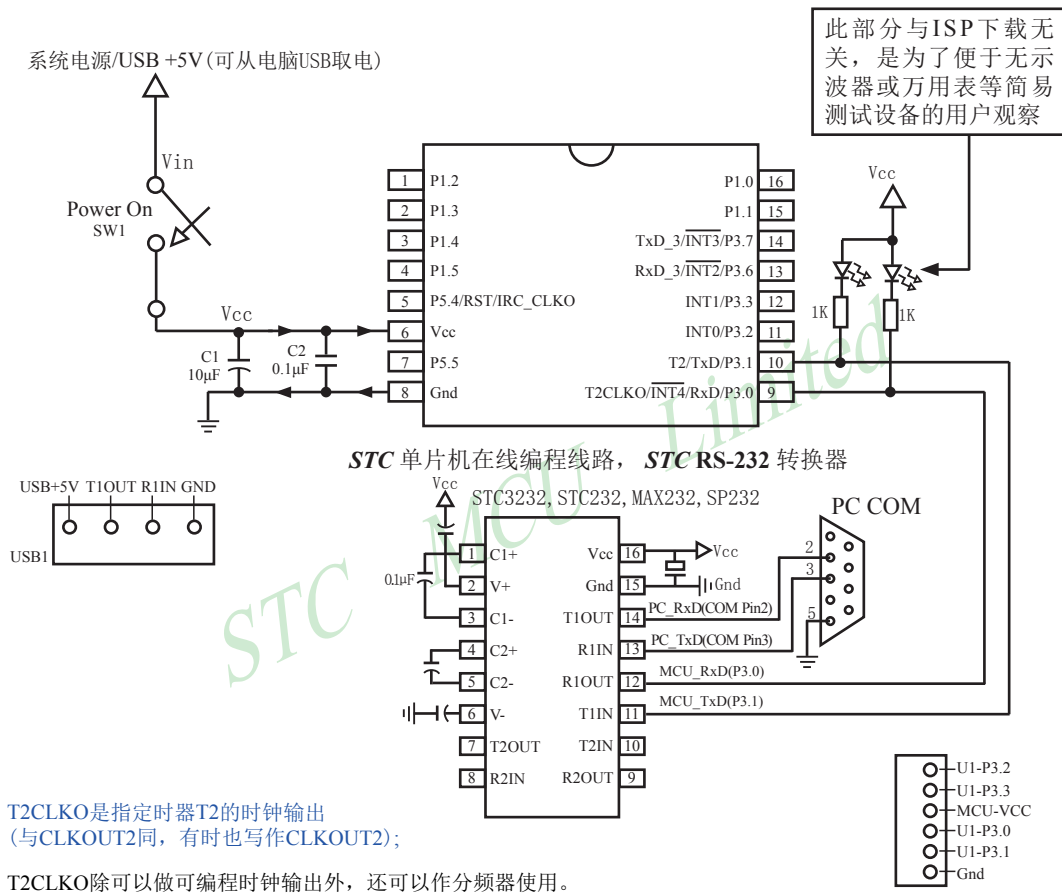 此部分与ISP下载无
关，是为了便于无示
波器或万用表等简易
测试设备的用户观察
系统电源/USB +5V(可从电脑USB取电)
Vin
Power On
SW1
Vcc
C1
10μF
C2
0.1μF
1 P1.2
2 P1.3
3 P1.4
4 P1.5
5 P5.4/RST/IRC_CLKO
6 Vcc
7 P5.5
8 Gnd
P1.0 16
P1.1 15
TxD_3/INT3/P3.7 14
RxD_3/INT2/P3.6 13
INT1/P3.3 12
INT0/P3.2 11
T2/TxD/P3.1 10
T2CLKO/INT4/RxD/P3.0 9
Vcc
1K
1K
STC 单片机在线编程线路， STC RS-232 转换器
STC3232,STC232,MAX232,SP232
USB+5V T1OUT R1IN GND
USB1
Vcc
0.1μF
1 C1+
2 V+
3 C1-
4 C2+
5 C2-
6 V-
7 T2OUT
8 R2IN
Vcc 16
Gnd 15
T1OUT 14
R1IN 13
R1OUT 12
T1IN 11
T2IN 10
R2OUT 9
Vcc
Gnd
PC_RxD(COM Pin2)
PC_TxD(COM Pin3)
MCU_RxD(P3.0)
MCU_TxD(P3.1)
PC COM
2
3
5
U1-P3.2
U1-P3.3
MCU-VCC
U1-P3.0
U1-P3.1
Gnd
T2CLKO是指定时器T2的时钟输出
(与CLKOUT2同，有时也写作CLKOUT2);
T2CLKO除可以做可编程时钟输出外，还可以作分频器使用。
STC MCU Limited